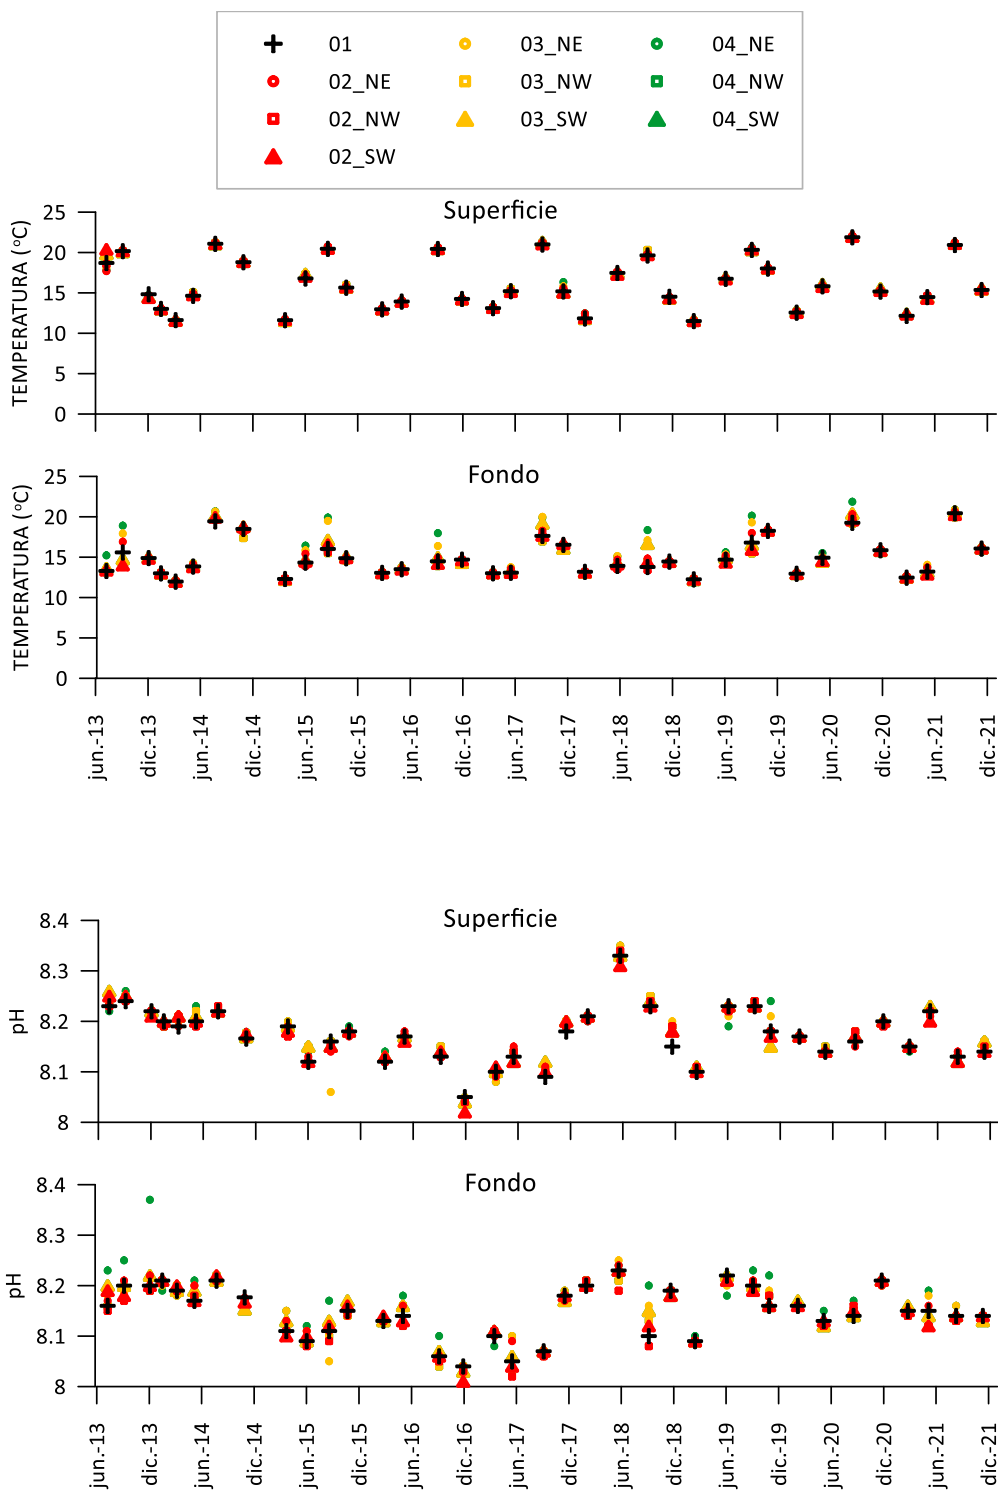 01 03_NE 04_NE
02_NE 03_NW 04_NW
02_NW 03_SW 04_SW
02_SW
Superficie
TEMPERATURA (ºC)
25
20
15
10
5
0
Fondo
TEMPERATURA (ºC)
25
20
15
10
5
0
jun.-13 dic.-13 jun.-14 dic.-14 jun.-15 dic.-15 jun.-16 dic.-16 jun.-17 dic.-17 jun.-18 dic.-18 jun.-19 dic.-19 jun.-20 dic.-20 jun.-21 dic.-21
Superficie
pH
8.4
8.3
8.2
8.1
8
Fondo
pH
8.4
8.3
8.2
8.1
8
jun.-13 dic.-13 jun.-14 dic.-14 jun.-15 dic.-15 jun.-16 dic.-16 jun.-17 dic.-17 jun.-18 dic.-18 jun.-19 dic.-19 jun.-20 dic.-20 jun.-21 dic.-21